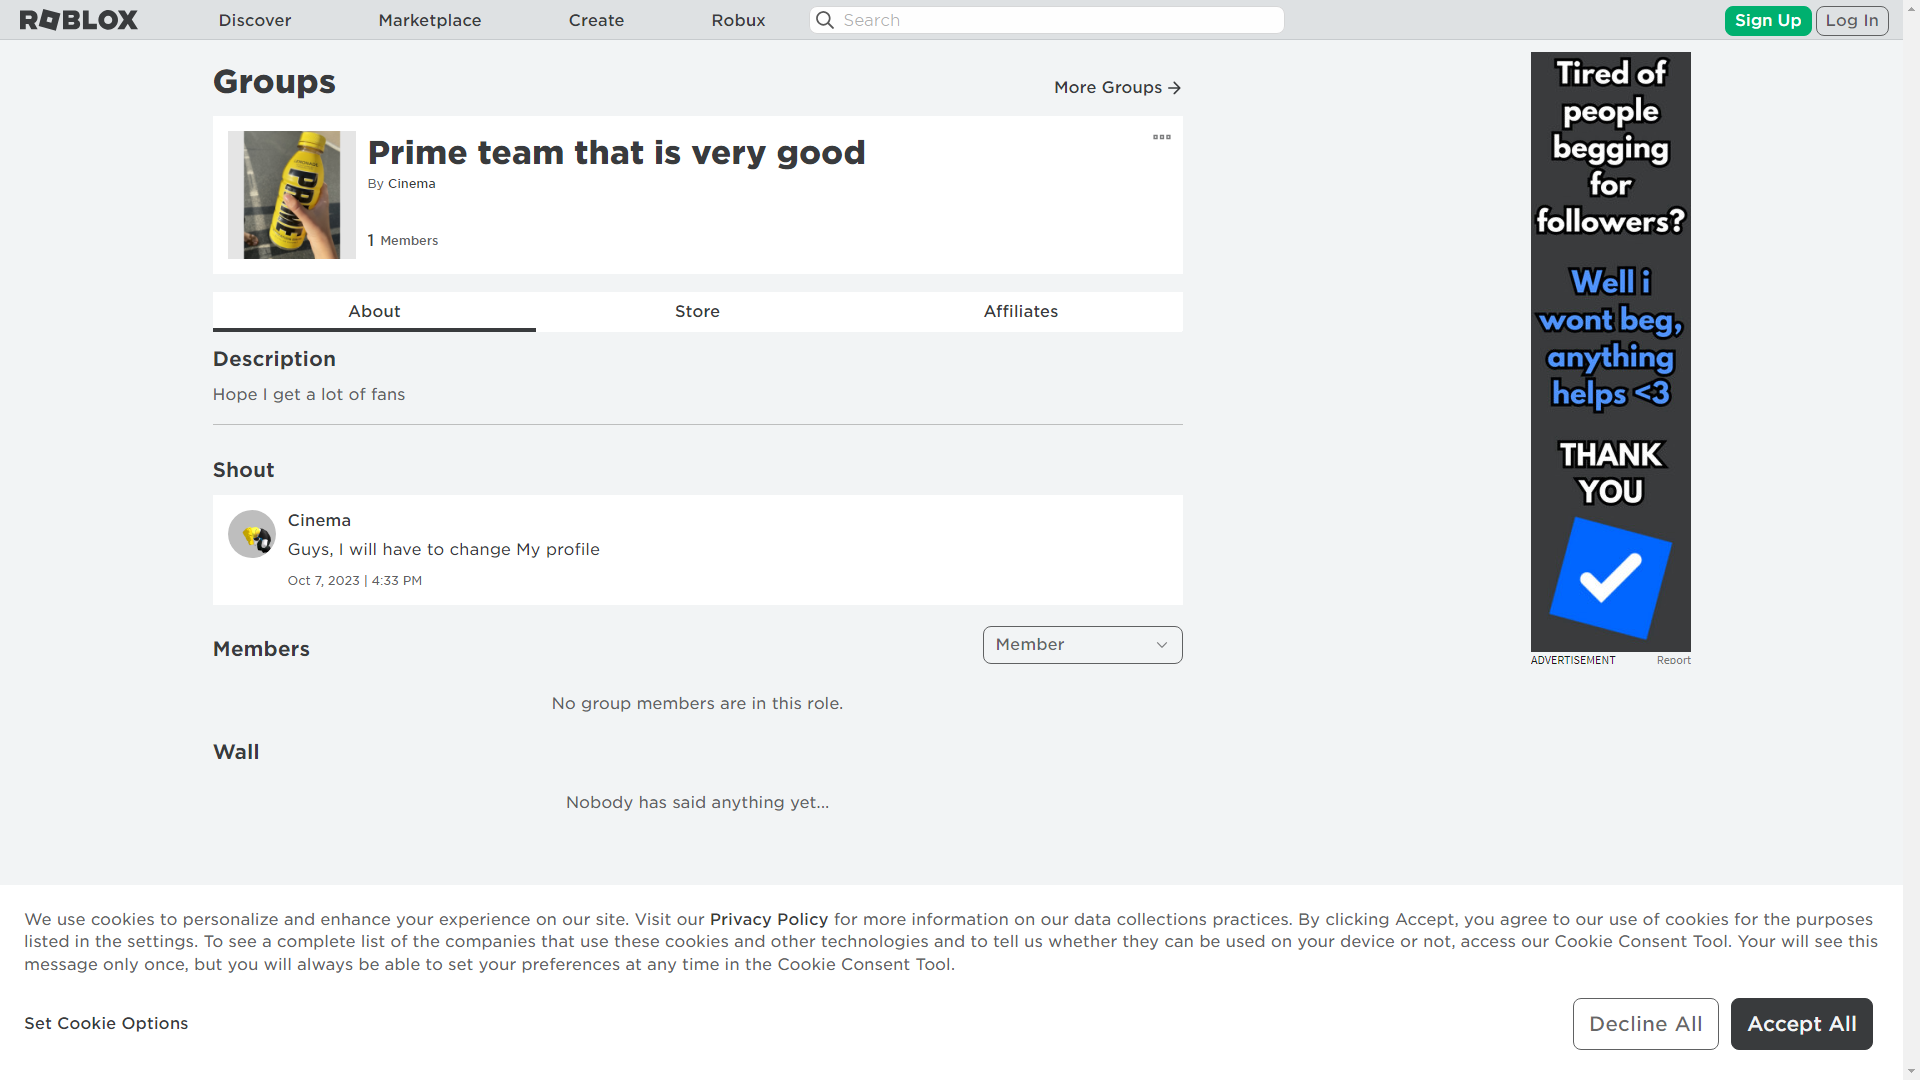 ROBLOX
Discover
Marketplace
Create
Robux
Search
Sign Up
Log In
Groups
More Groups
Prime team that is very good
By Cinema
1 Members
PRIME
About
Store
Affiliates
Description
Hope I get a lot of fans
Shout
Cinema
Guys, I will have to change My profile
Oct 7, 2023 | 4:33 PM
Members
Member
No group members are in this role.
Wall
Nobody has said anything yet...
Tired of
people
begging
for
followers?
Well i
wont beg,
anything
helps <3
THANK
YOU
ADVERTISEMENT
Report
We use cookies to personalize and enhance your experience on our site. Visit our Privacy Policy for more information on our data collections practices. By clicking Accept, you agree to our use of cookies for the purposes
listed in the settings. To see a complete list of the companies that use these cookies and other technologies and to tell us whether they can be used on your device or not, access our Cookie Consent Tool. Your will see this
message only once, but you will always be able to set your preferences at any time in the Cookie Consent Tool.
Set Cookie Options
Decline All
Accept All